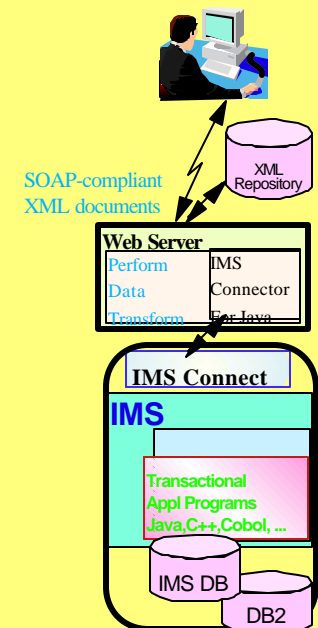 XML
Repository
SOAP-compliant
XML documents
Web Server
Perform
Data
Transform
IMS
Connector
For Java
IMS Connect
IMS
Transactional
Appl Programs
Java,C++,Cobol, ...
IMS DB
DB2